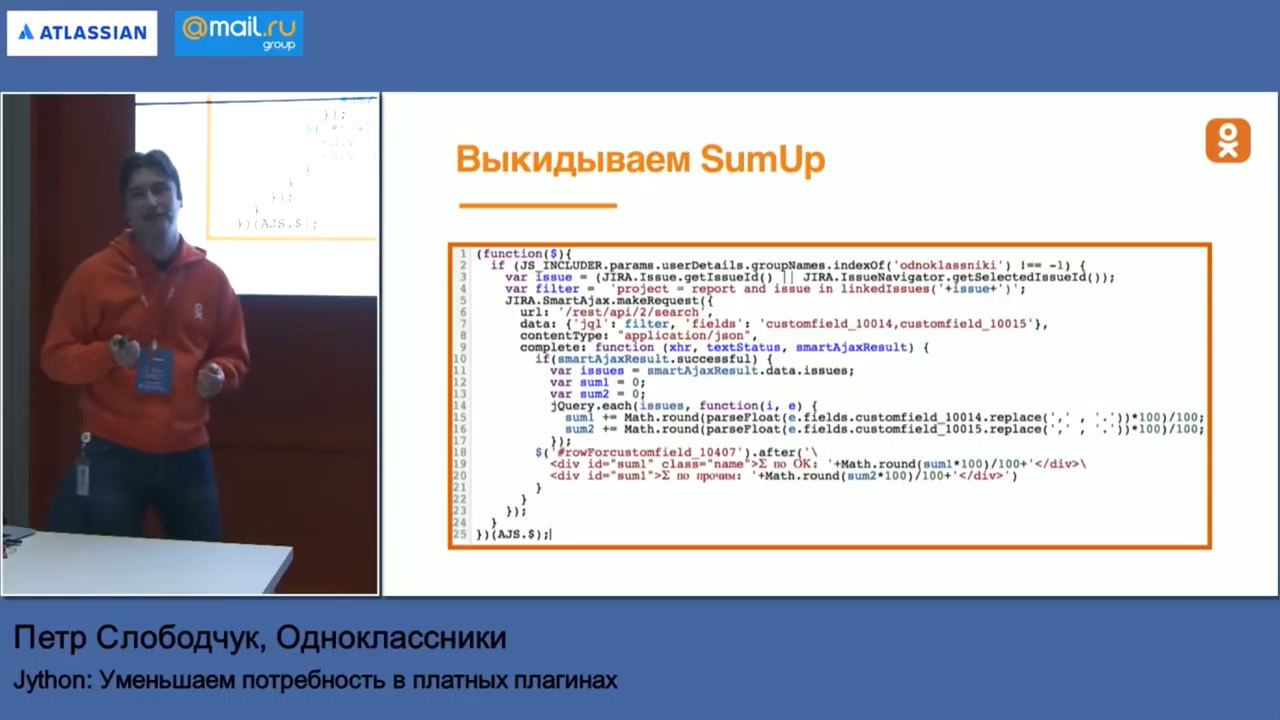 ATLASSIAN
@mail.ru
group
});
})(AJS.$);
Выкидываем SumUp
1 (function($){
2 if (JS_INCLUDER.params.userDetails.groupNames.indexOf('odnoklassniki') !== -1) {
3 var issue = (JIRA.Issue.getIssueId() || JIRA.IssueNavigator.getSelectedIssueId());
4 var filter = 'project = report and issue in linkedIssues('+issue+')';
5 JIRA.SmartAjax.makeRequest({
6 url: '/rest/api/2/search',
7 data: {'jql': filter, 'fields': 'customfield_10014,customfield_10015'},
8 contentType: "application/json",
9 complete: function (xhr, textStatus, smartAjaxResult) {
10 if(smartAjaxResult.successful) {
11 var issues = smartAjaxResult.data.issues;
12 var sum1 = 0;
13 var sum2 = 0;
14 jQuery.each(issues, function(i, e) {
15 sum1 += Math.round(parseFloat(e.fields.customfield_10014.replace(',' , '.'))*100)/100;
16 sum2 += Math.round(parseFloat(e.fields.customfield_10015.replace(',' , '.'))*100)/100;
17 });
18 $('#rowForcustomfield_10407').after('\
19 <div id="sum1" class="name">Σ по ОК: '+Math.round(sum1*100)/100+'</div>\
20 <div id="sum1">Σ по прочим: '+Math.round(sum2*100)/100+'</div>')
21 }
22 }
23 });
24 }
25 })(AJS.$);
Петр Слободчук, Одноклассники
Jython: Уменьшаем потребность в платных плагинах